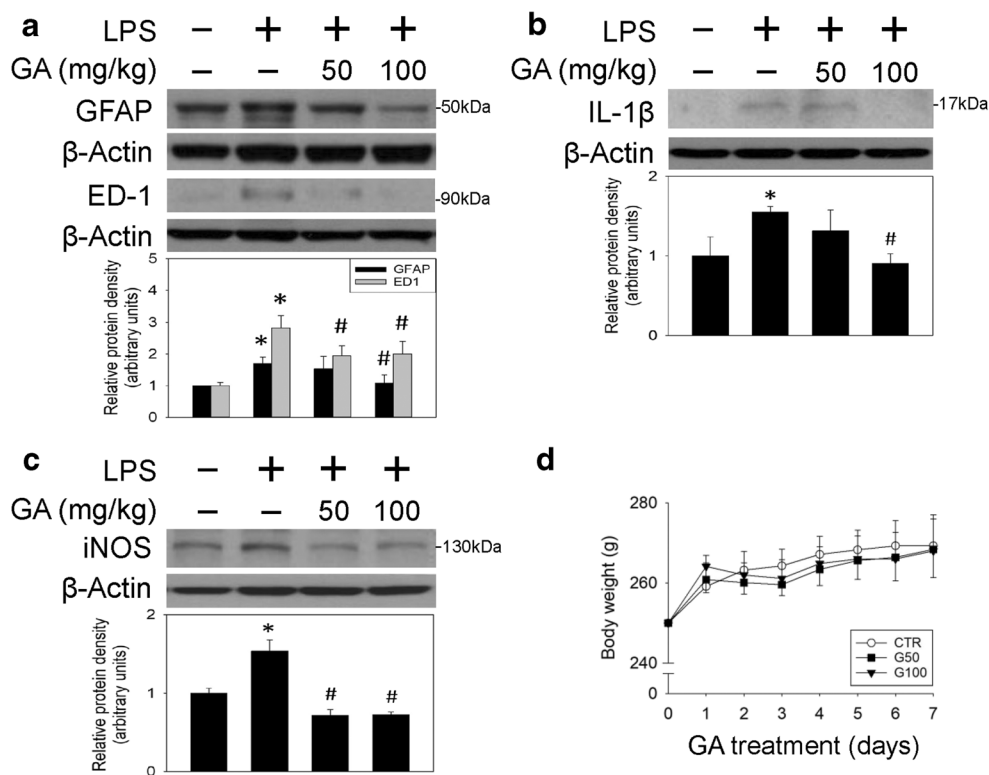 a
LPS − + + +
GA (mg/kg) − − 50 100
GFAP -50kDa
β-Actin
ED-1 -90kDa
β-Actin
Relative protein density
(arbitrary units)
5
4
3
2
1
0
GFAP
ED1
* * # # #
b
LPS − + + +
GA (mg/kg) − − 50 100
IL-1β -17kDa
β-Actin
Relative protein density
(arbitrary units)
2
1
0
* #
c
LPS − + + +
GA (mg/kg) − − 50 100
iNOS -130kDa
β-Actin
Relative protein density
(arbitrary units)
2
1
0
* # #
d
Body weight (g)
280
260
240
0
CTR
G50
G100
0 1 2 3 4 5 6 7
GA treatment (days)